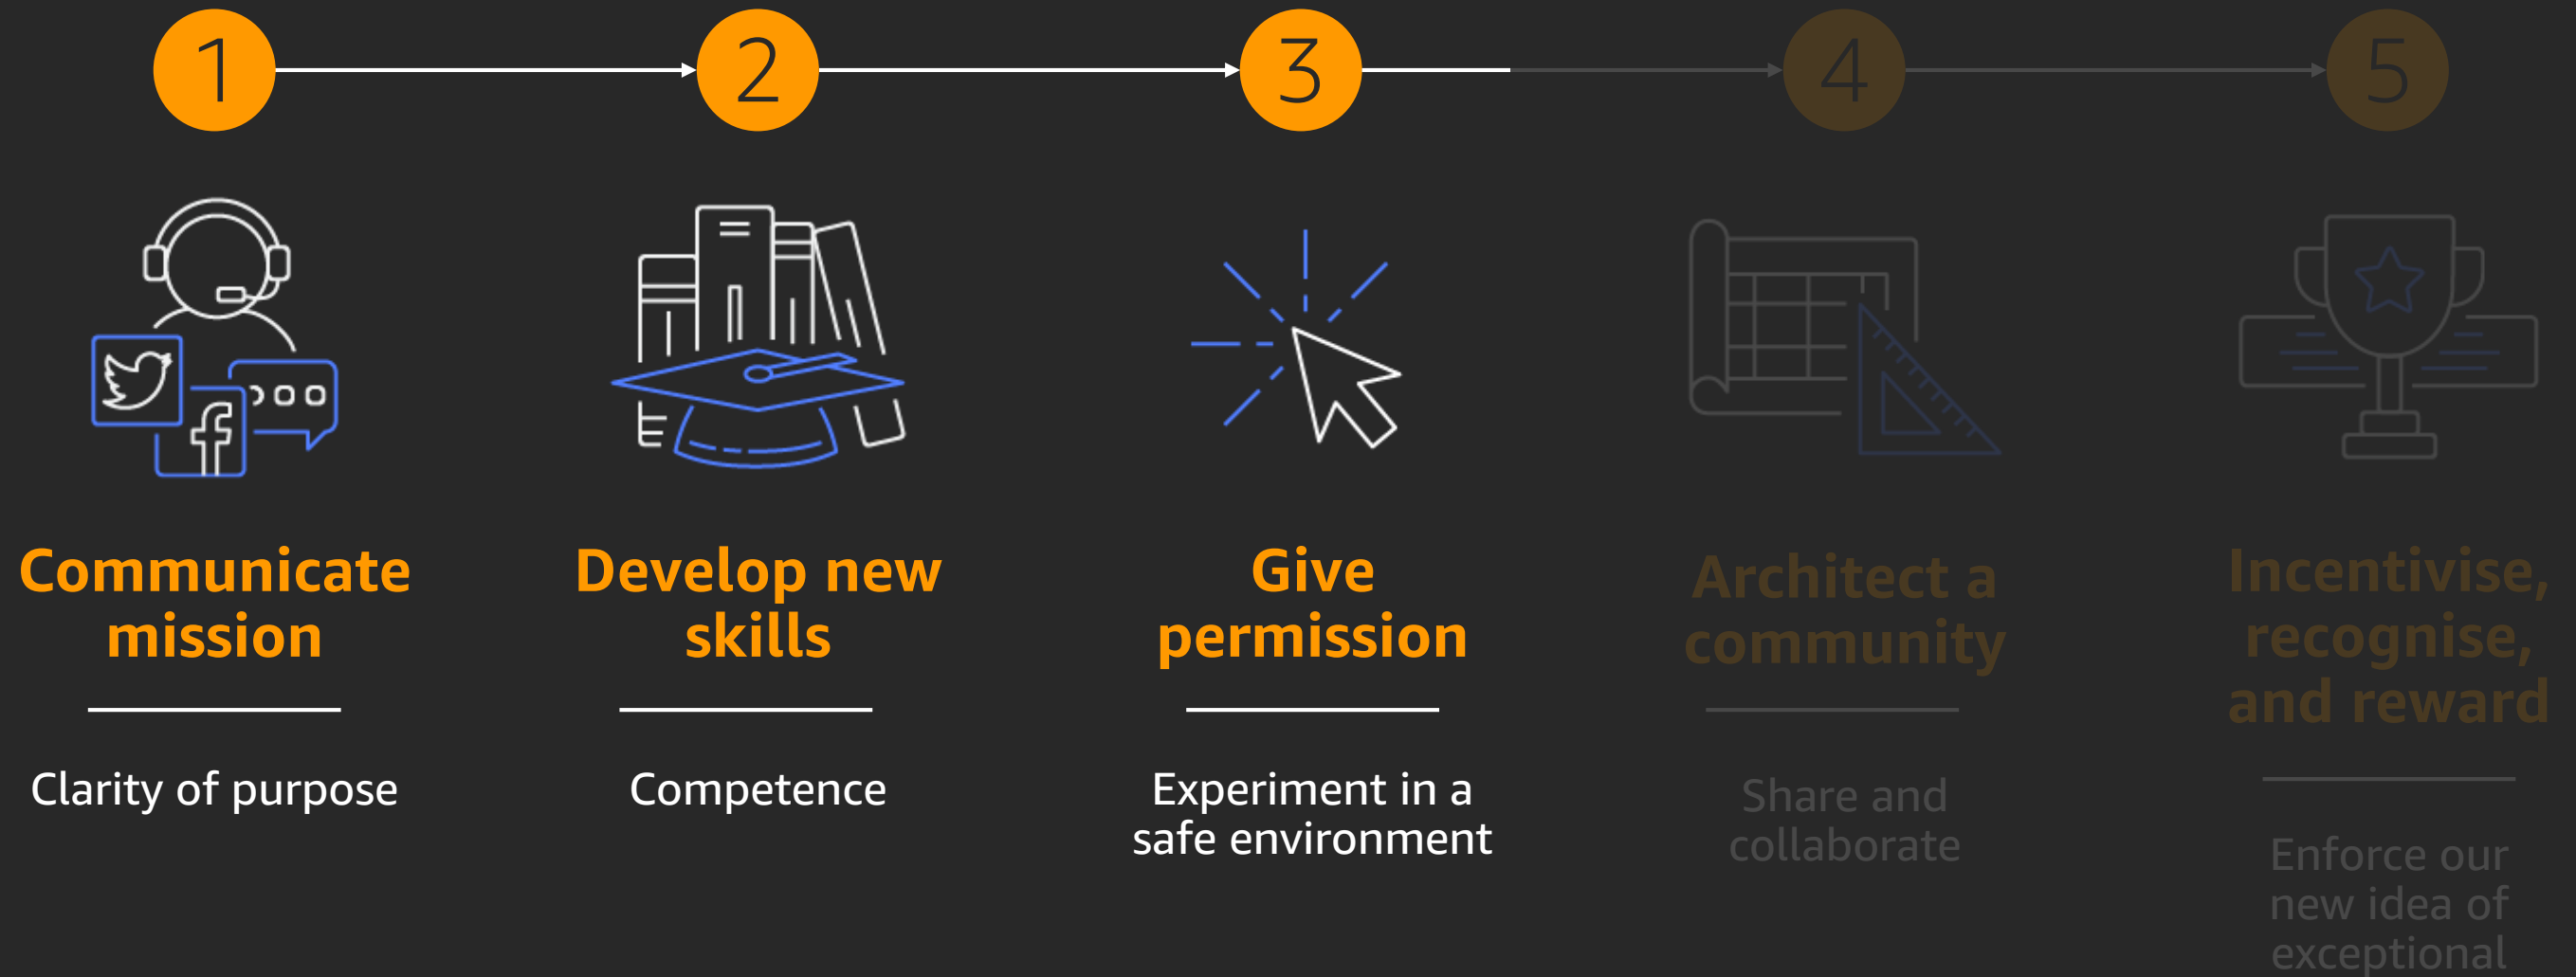 1
2
3
4
5
Communicate
mission
Clarity of purpose
Develop new
skills
Competence
Give
permission
Experiment in a
safe environment
Architect a
community
Share and
collaborate
Incentivise,
recognise,
and reward
Enforce our
new idea of
exceptional